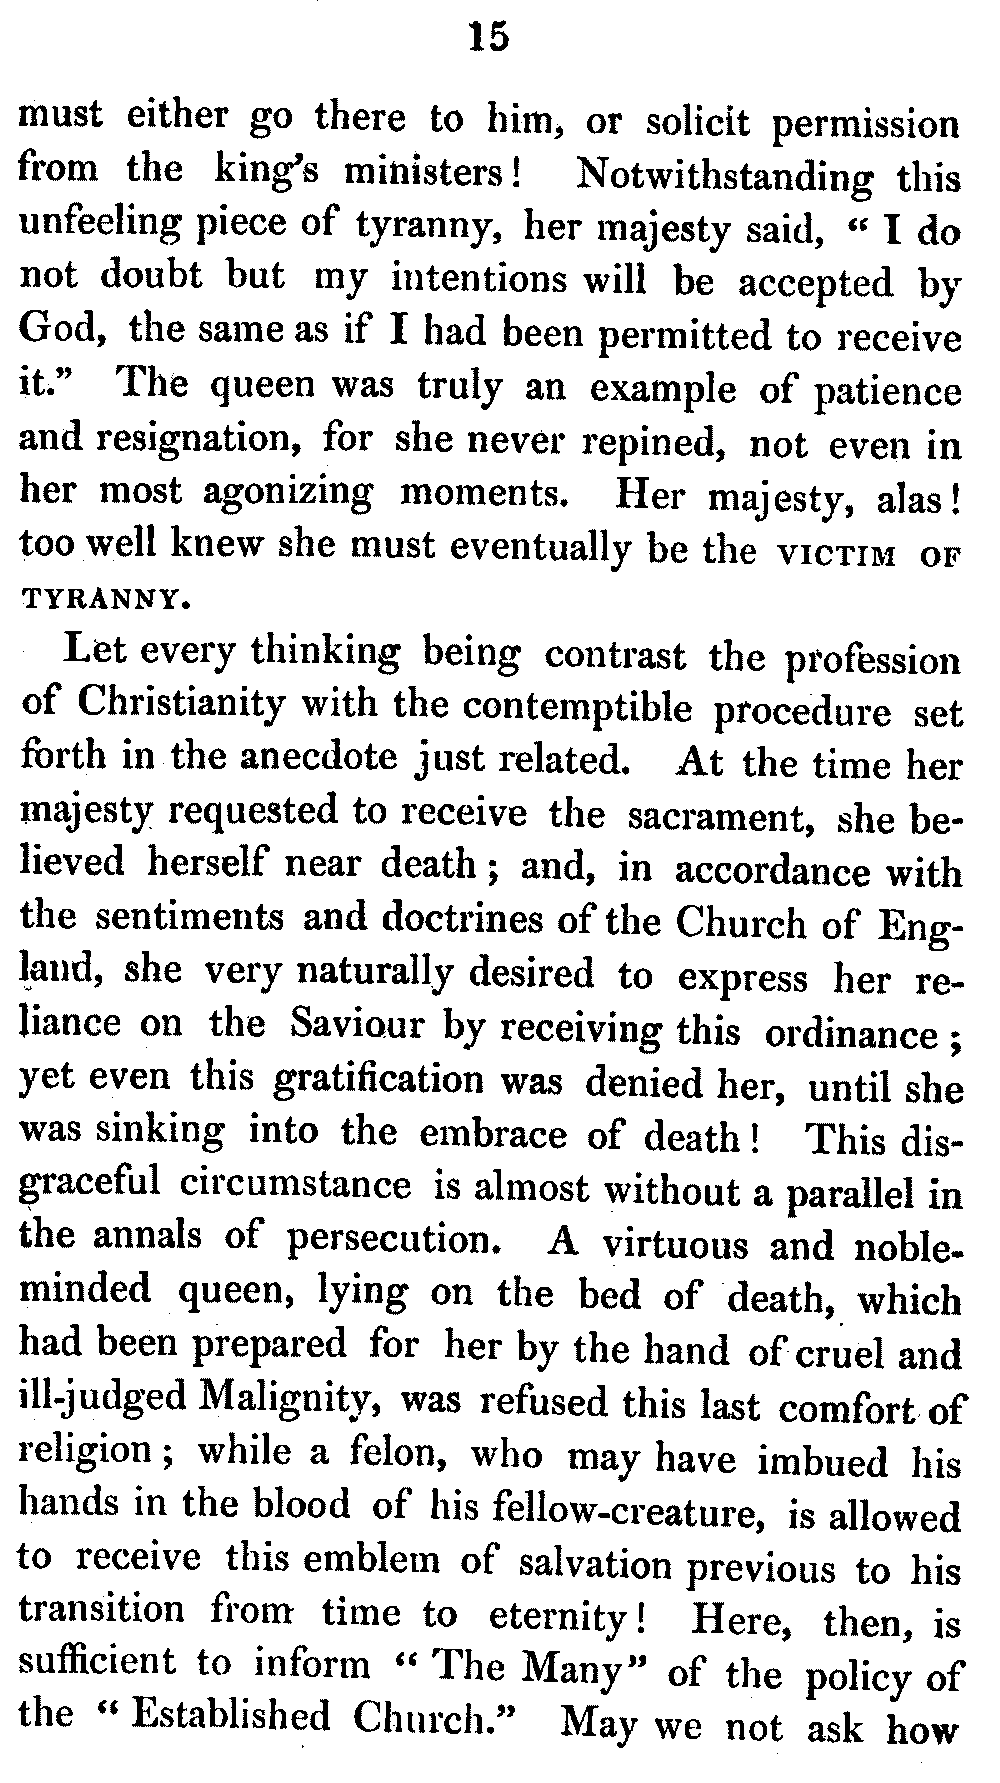 15
must either go there to him, or solicit permission
from the king's ministers! Notwithstanding this
unfeeling piece of tyranny, her majesty said, “ I do
not doubt but my intentions will be accepted by
God, the same as if I had been permitted to receive
it.” The queen was truly an example of patience
and resignation, for she never repined, not even in
her most agonizing moments. Her majesty, alas!
too well knew she must eventually be the VICTIM OF
TYRANNY.
Let every thinking being contrast the profession
of Christianity with the contemptible procedure set
forth in the anecdote just related. At the time her
majesty requested to receive the sacrament, she be-
lieved herself near death ; and, in accordance with
the sentiments and doctrines of the Church of Eng-
land, she very naturally desired to express her re-
liance on the Saviour by receiving this ordinance ;
yet even this gratification was denied her, until she
was sinking into the embrace of death! This dis-
graceful circumstance is almost without a parallel in
the annals of persecution. A virtuous and noble-
minded queen, lying on the bed of death, which
had been prepared for her by the hand of cruel and
ill-judged Malignity, was refused this last comfort of
religion ; while a felon, who may have imbued his
hands in the blood of his fellow-creature, is allowed
to receive this emblem of salvation previous to his
transition from time to eternity! Here, then, is
sufficient to inform “ The Many” of the policy of
the “ Established Church.” May we not ask how